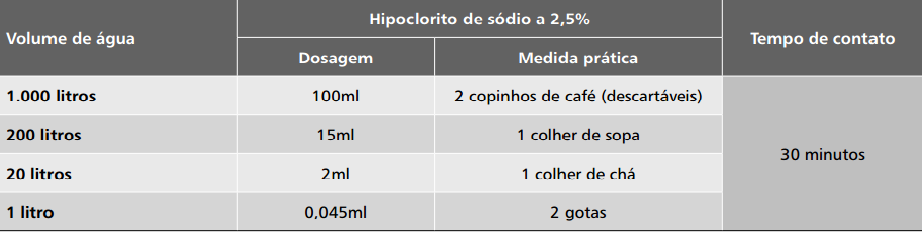 Volume de água
Hipoclorito de sódio a 2,5%
Tempo de contato
Dosagem
Medida prática
1.000 litros
100ml
2 copinhos de café (descartáveis)
200 litros
15ml
1 colher de sopa
30 minutos
20 litros
2ml
1 colher de chá
1 litro
0,045ml
2 gotas